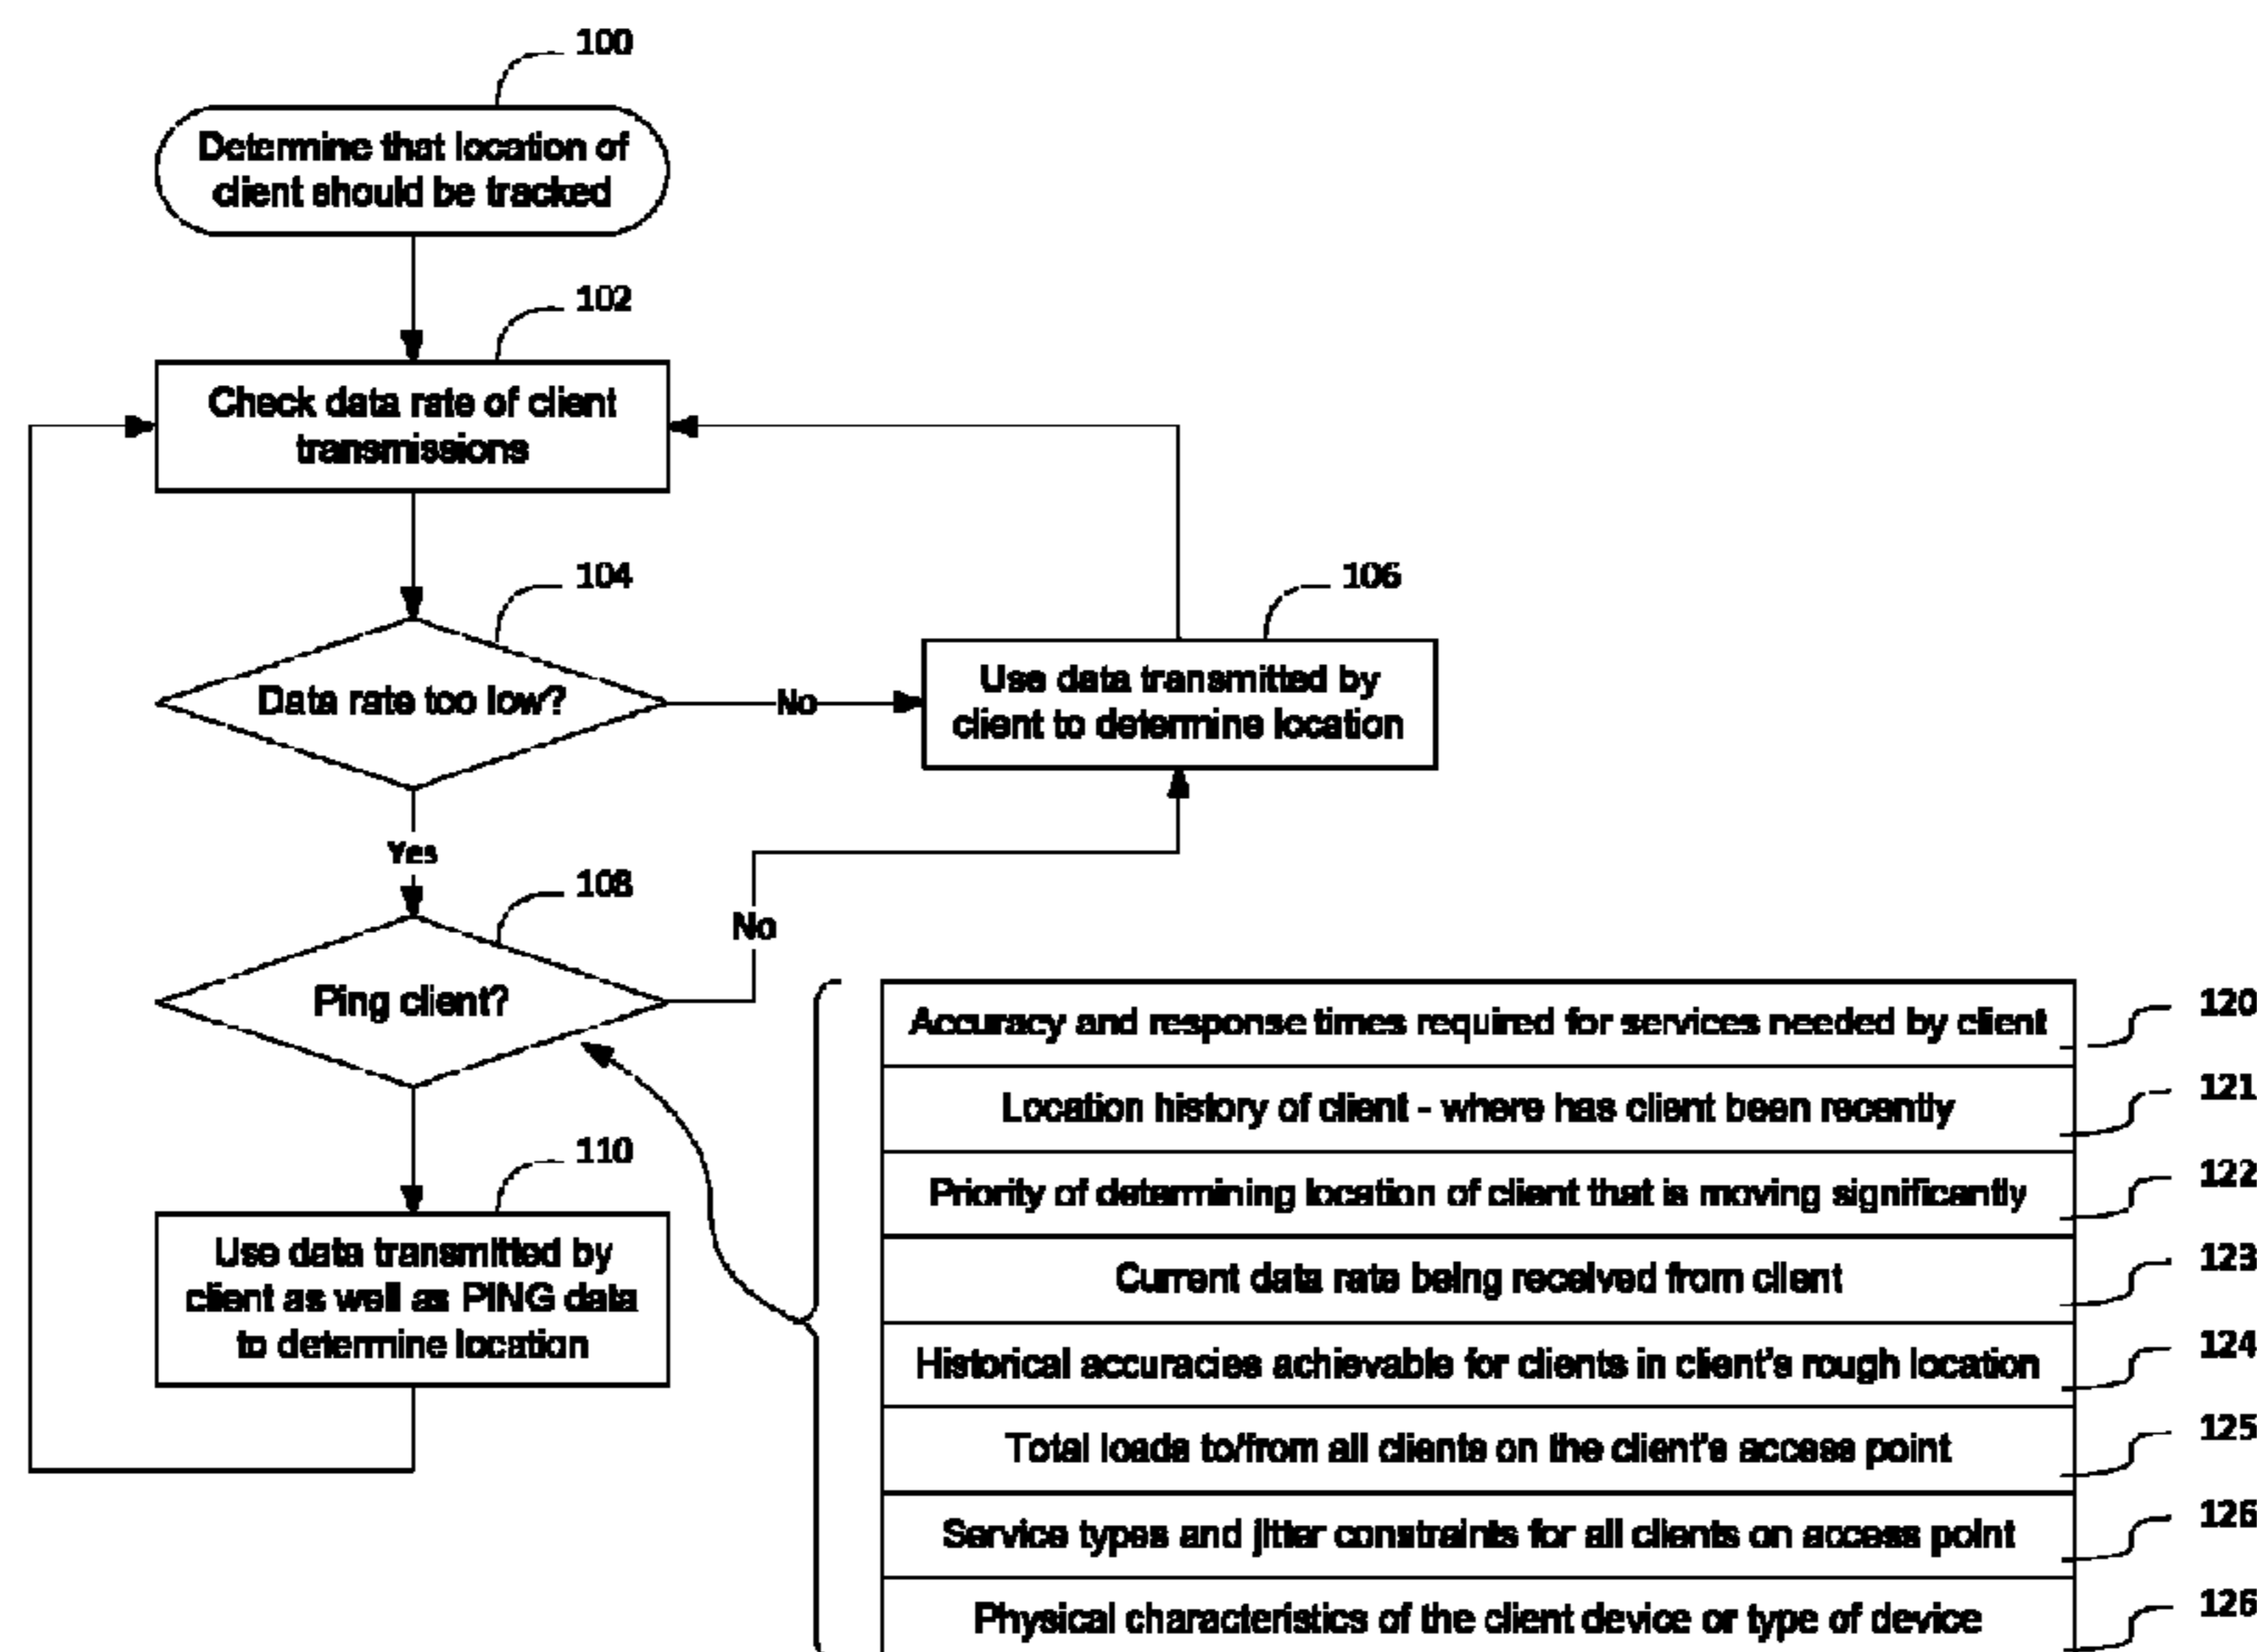 100
Determine that location of
client should be tracked
102
Check data rate of client
transmissions
104
Data rate too low?
No
106
Use data transmitted by
client to determine location
Yes
108
Ping client?
No
110
Use data transmitted by
client as well as PING data
to determine location
Accuracy and response times required for services needed by client
120
Location history of client - where has client been recently
121
Priority of determining location of client that is moving significantly
122
Current data rate being received from client
123
Historical accuracies achievable for clients in client's rough location
124
Total loads to/from all clients on the client's access point
125
Service types and jitter constraints for all clients on access point
126
Physical characteristics of the client device or type of device
126